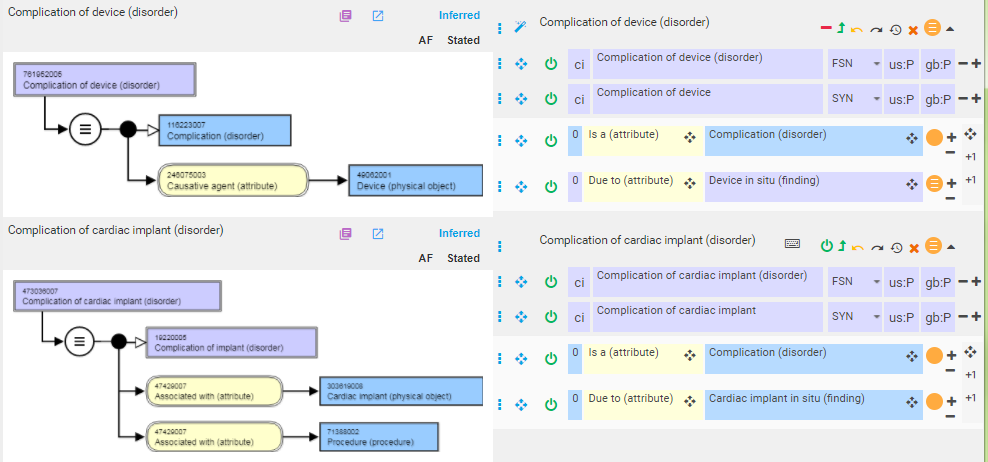 Complication of device (disorder)
Inferred
AF Stated
761952005
Complication of device (disorder)
116223007
Complication (disorder)
246075003
Causative agent (attribute)
49062001
Device (physical object)
Complication of device (disorder)
ci Complication of device (disorder) FSN us:P gb:P
ci Complication of device SYN us:P gb:P
0 Is a (attribute) Complication (disorder)
+1
0 Due to (attribute) Device in situ (finding) +1
Complication of cardiac implant (disorder)
Inferred
AF Stated
473036007
Complication of cardiac implant (disorder)
19220005
Complication of implant (disorder)
47429007
Associated with (attribute)
303619008
Cardiac implant (physical object)
47429007
Associated with (attribute)
71388002
Procedure (procedure)
Complication of cardiac implant (disorder)
ci Complication of cardiac implant (disorder) FSN us:P gb:P
ci Complication of cardiac implant SYN us:P gb:P
0 Is a (attribute) Complication (disorder)
+1
0 Due to (attribute) Cardiac implant in situ (finding) +1